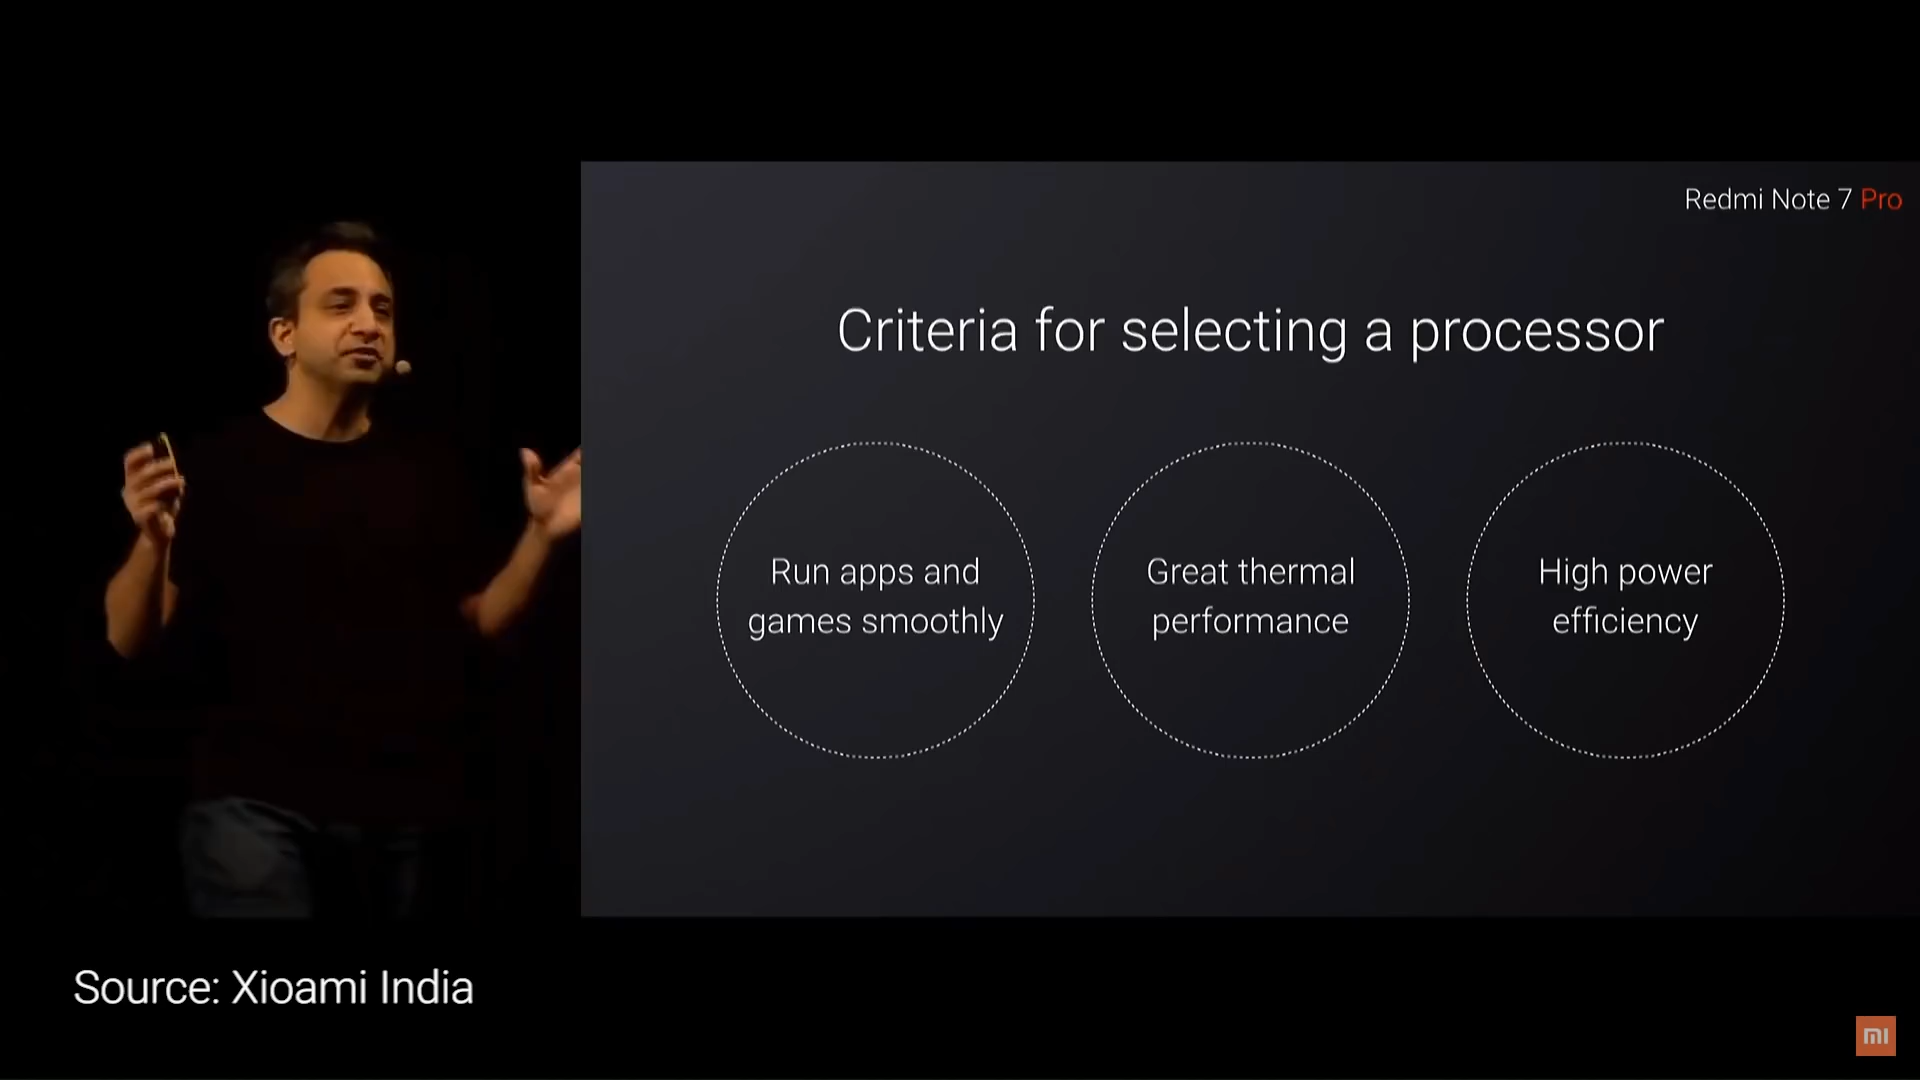 Redmi Note 7 Pro
Criteria for selecting a processor
Run apps and
games smoothly
Great thermal
performance
High power
efficiency
Source: Xioami India
mi